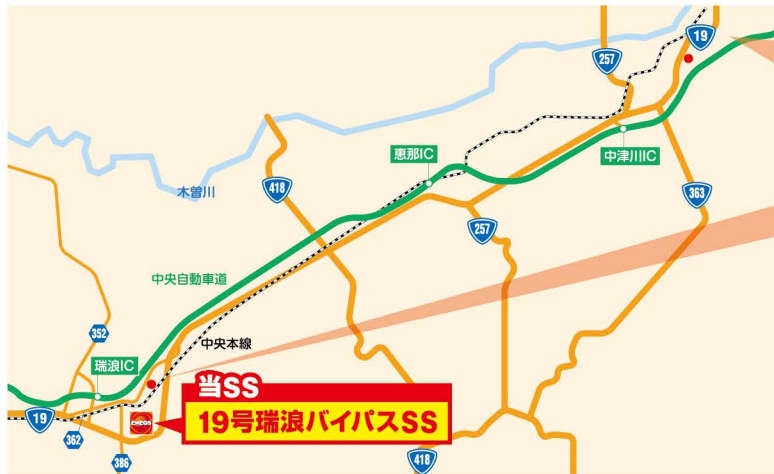 19
257
恵那IC
中津川IC
木曽川
418
363
257
中央自動車道
352
中央本線
瑞浪IC
当SS
19号瑞浪バイパスSS
ENEOS
19
362
386
418